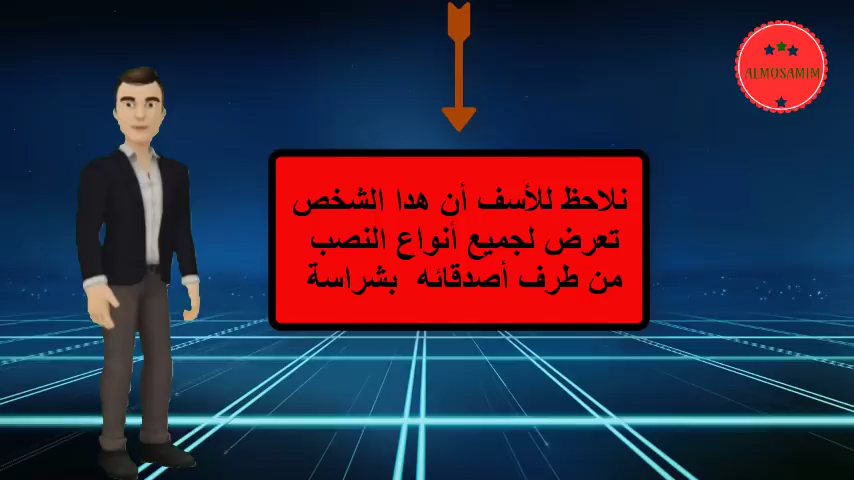 ALMOSAMIM
نلاحظ للأسف أن هدا الشخص
تعرض لجميع أنواع النصب
من طرف أصدقائه بشراسة